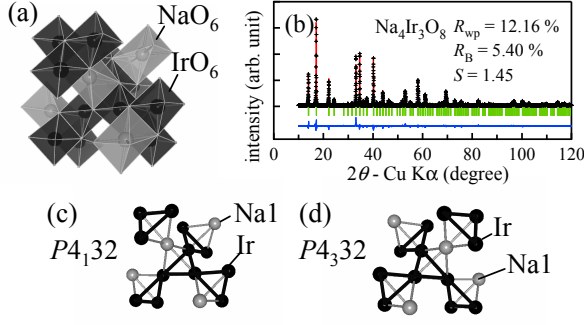 (a)
NaO6
IrO6
(b)
Na4Ir3O8
Rwp = 12.16 %
RB = 5.40 %
S = 1.45
intensity (arb. unit)
20 40 60 80 100 120
2θ - Cu Kα (degree)
(c)
Na1
Ir
P4132
(d)
Ir
Na1
P4332